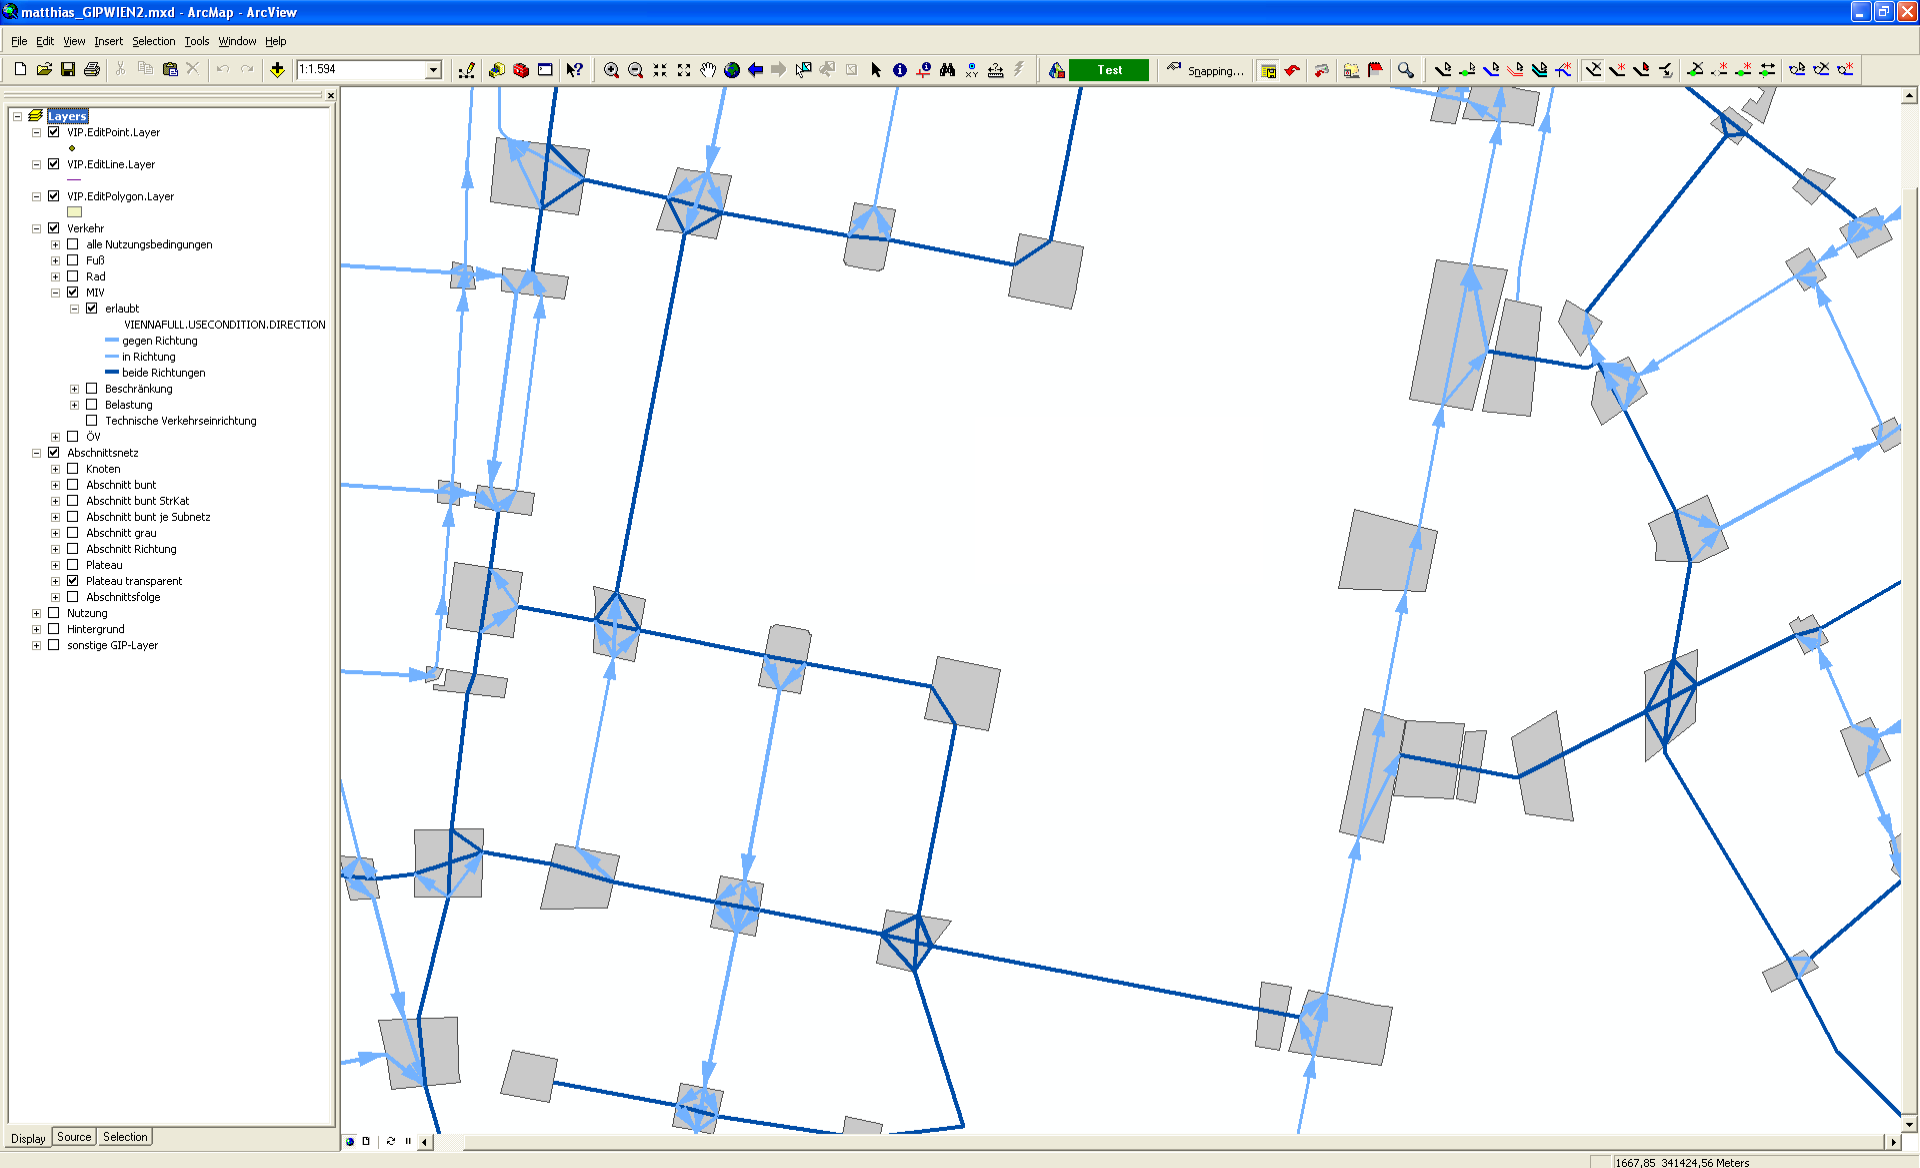 matthias_GIPWIEN2.mxd - ArcMap - ArcView
File Edit View Insert Selection Tools Window Help
1:1.594
Test
Snapping...
Layers
VIP.EditPoint.Layer
VIP.EditLine.Layer
VIP.EditPolygon.Layer
Verkehr
alle Nutzungsbedingungen
Fuß
Rad
MIV
erlaubt
VIENNAFULL.USECONDITION.DIRECTION
gegen Richtung
in Richtung
beide Richtungen
Beschränkung
Belastung
Technische Verkehrseinrichtung
ÖV
Abschnittsnetz
Knoten
Abschnitt bunt
Abschnitt bunt StrKat
Abschnitt bunt je Subnetz
Abschnitt grau
Abschnitt Richtung
Plateau
Plateau transparent
Abschnittsfolge
Nutzung
Hintergrund
sonstige GIP-Layer
Display Source Selection
1667,85 341424,56 Meters